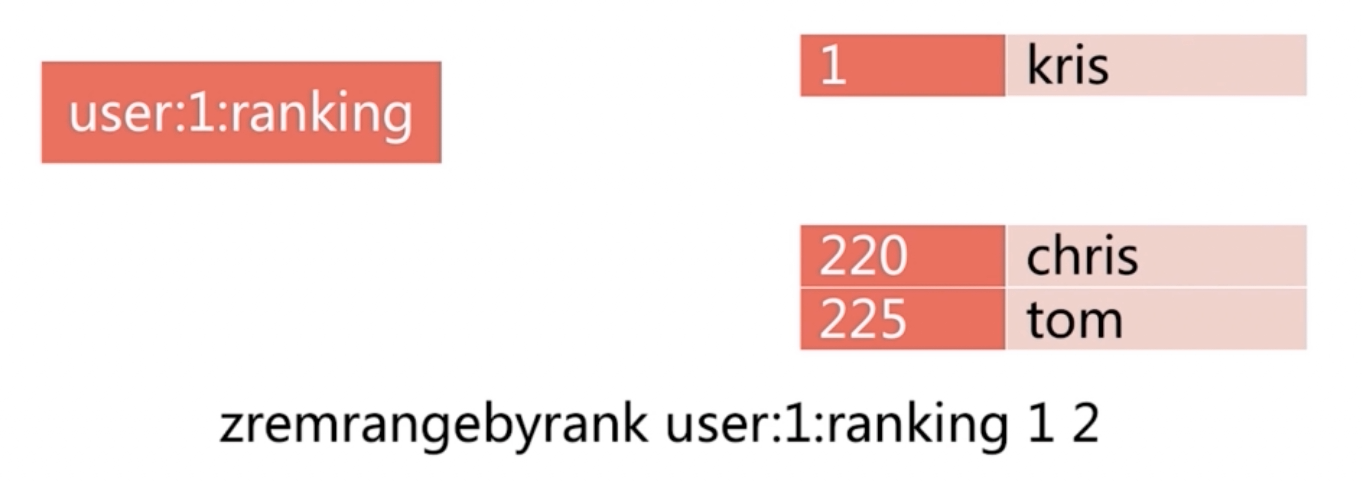 user:1:ranking
1 kris
220 chris
225 tom
zremrangebyrank user:1:ranking 1 2